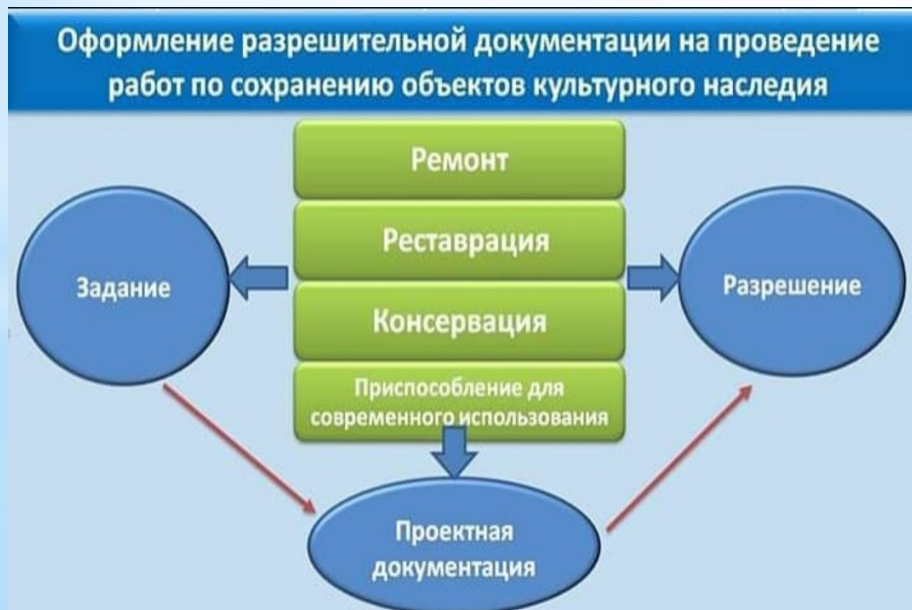 Оформление разрешительной документации на проведение
работ по сохранению объектов культурного наследия
Ремонт
Реставрация
Задание
Разрешение
Консервация
Приспособление для
современного использования
Проектная
документация